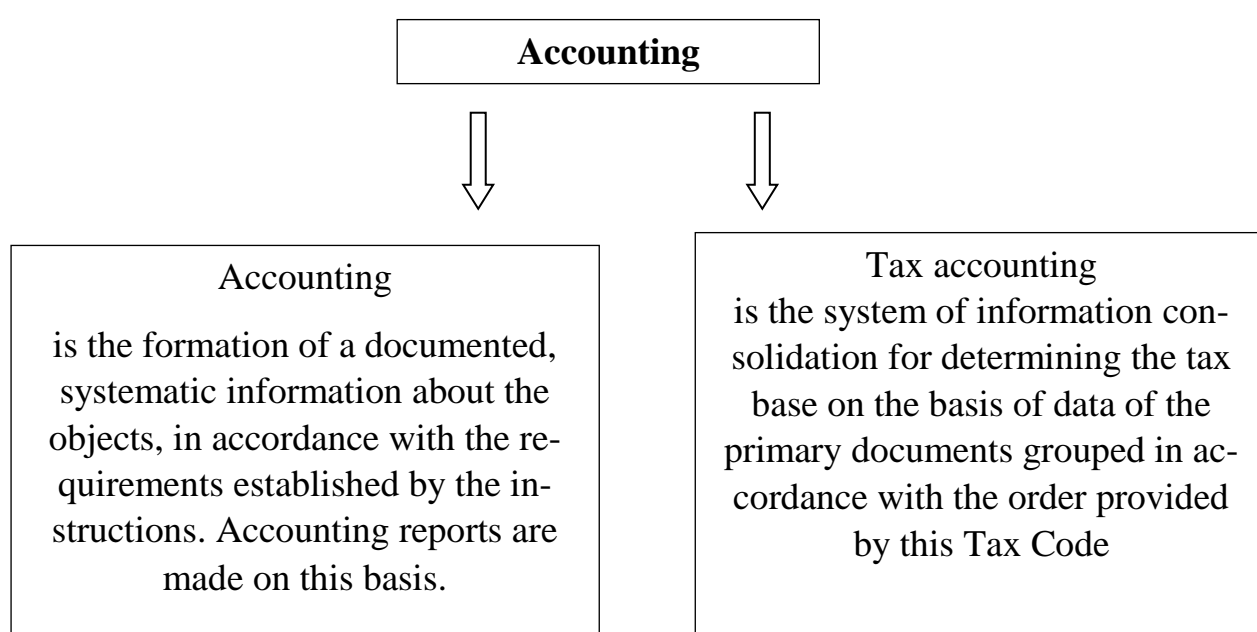 Accounting
Accounting
is the formation of a documented,
systematic information about the
objects, in accordance with the re-
quirements established by the in-
structions. Accounting reports are
made on this basis.
Tax accounting
is the system of information con-
solidation for determining the tax
base on the basis of data of the
primary documents grouped in ac-
cordance with the order provided
by this Tax Code